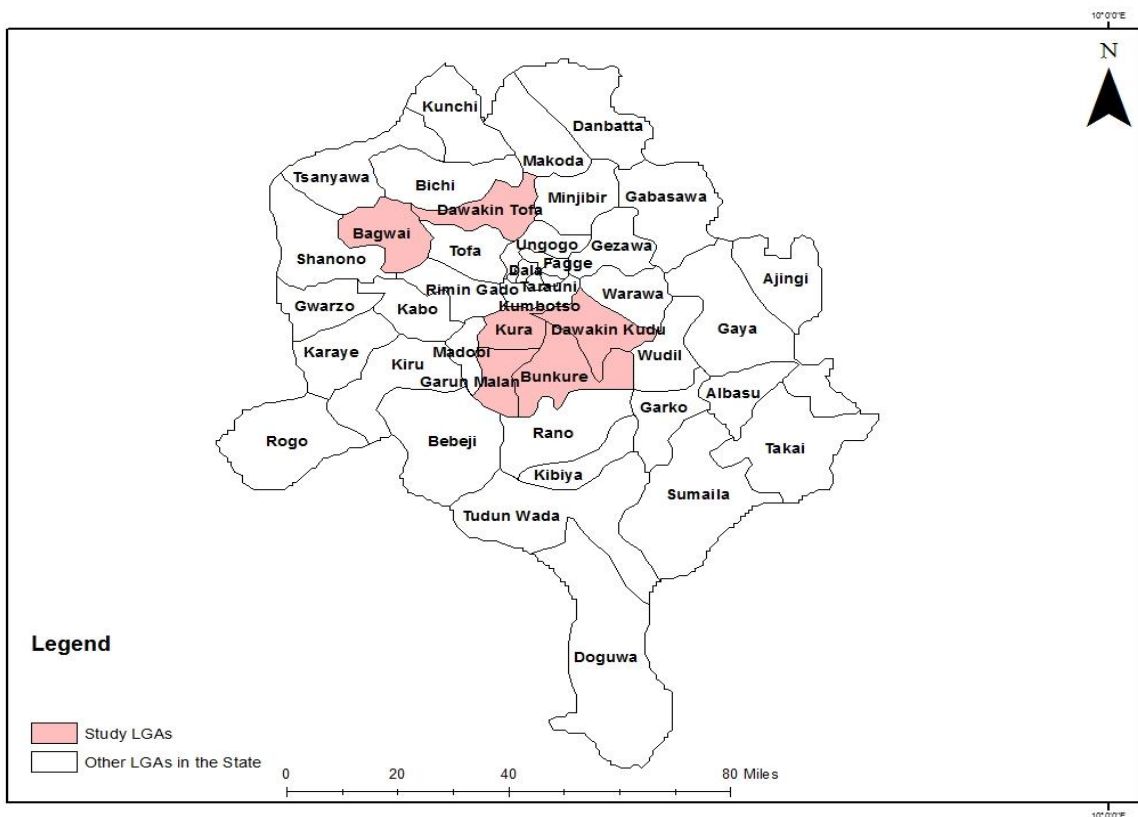 10°0'0"E
N
Kunchi
Danbatta
Makoda
Tsanyawa
Bichi
Minjibir
Gabasawa
Dawakin Tofa
Bagwai
Ungogo
Gezawa
Tofa
Shanono
Fagge
Dala
Ajingi
Tarauni
Rimin Gado
Warawa
Gwarzo
Kabo
Kumbotso
Kura
Dawakin Kudu
Gaya
Karaye
Madobi
Wudil
Kiru
Garun Malan
Bunkure
Albasu
Garko
Rogo
Bebeji
Rano
Takai
Kibiya
Sumaila
Tudun Wada
Doguwa
Legend
Study LGAs
Other LGAs in the State
0 20 40 80 Miles
10°0'0"E